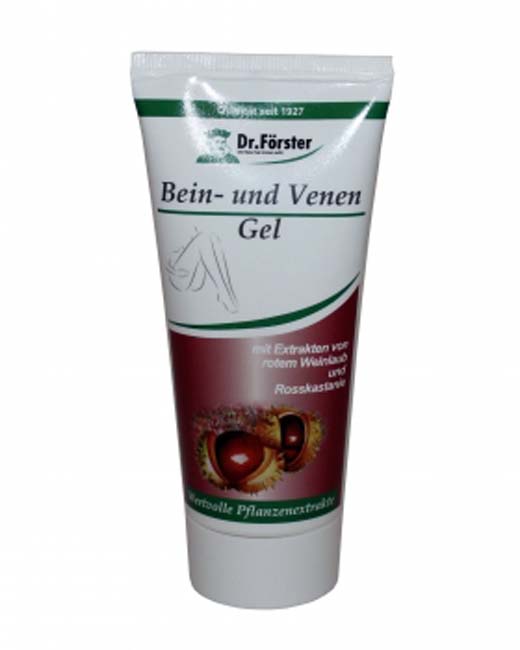 Qualität seit 1927
Dr.Förster
Bein- und Venen
Gel
mit Extrakten von
rotem Weinlaub
und
Rosskastanie
Wertvolle Pflanzenextrakte